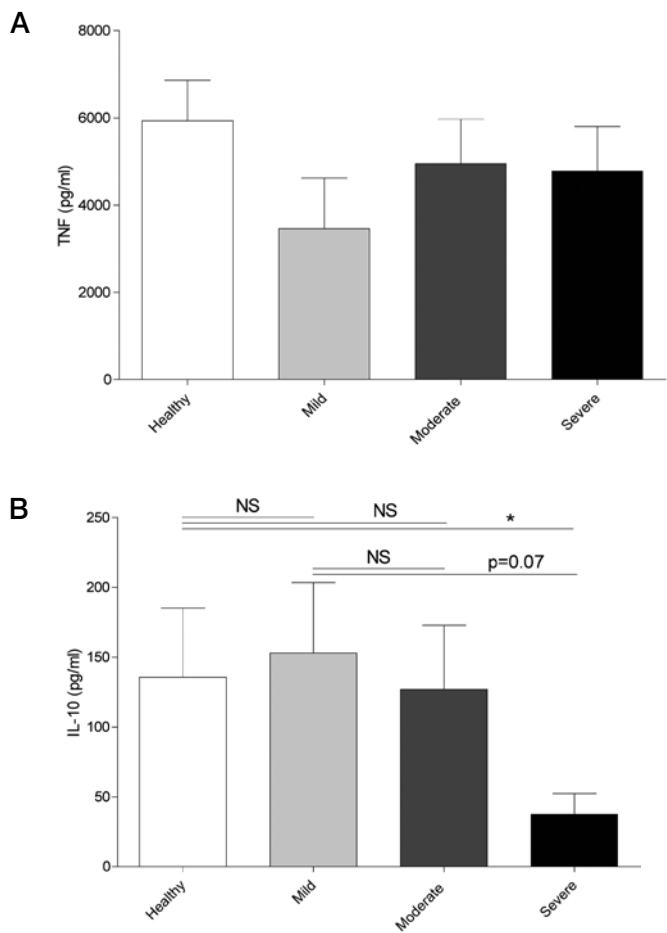 A
8000
6000
4000
2000
0
TNF (pg/ml)
Healthy
Mild
Moderate
Severe
B
NS
NS
*
NS
p=0.07
250
200
150
100
50
0
IL-10 (pg/ml)
Healthy
Mild
Moderate
Severe